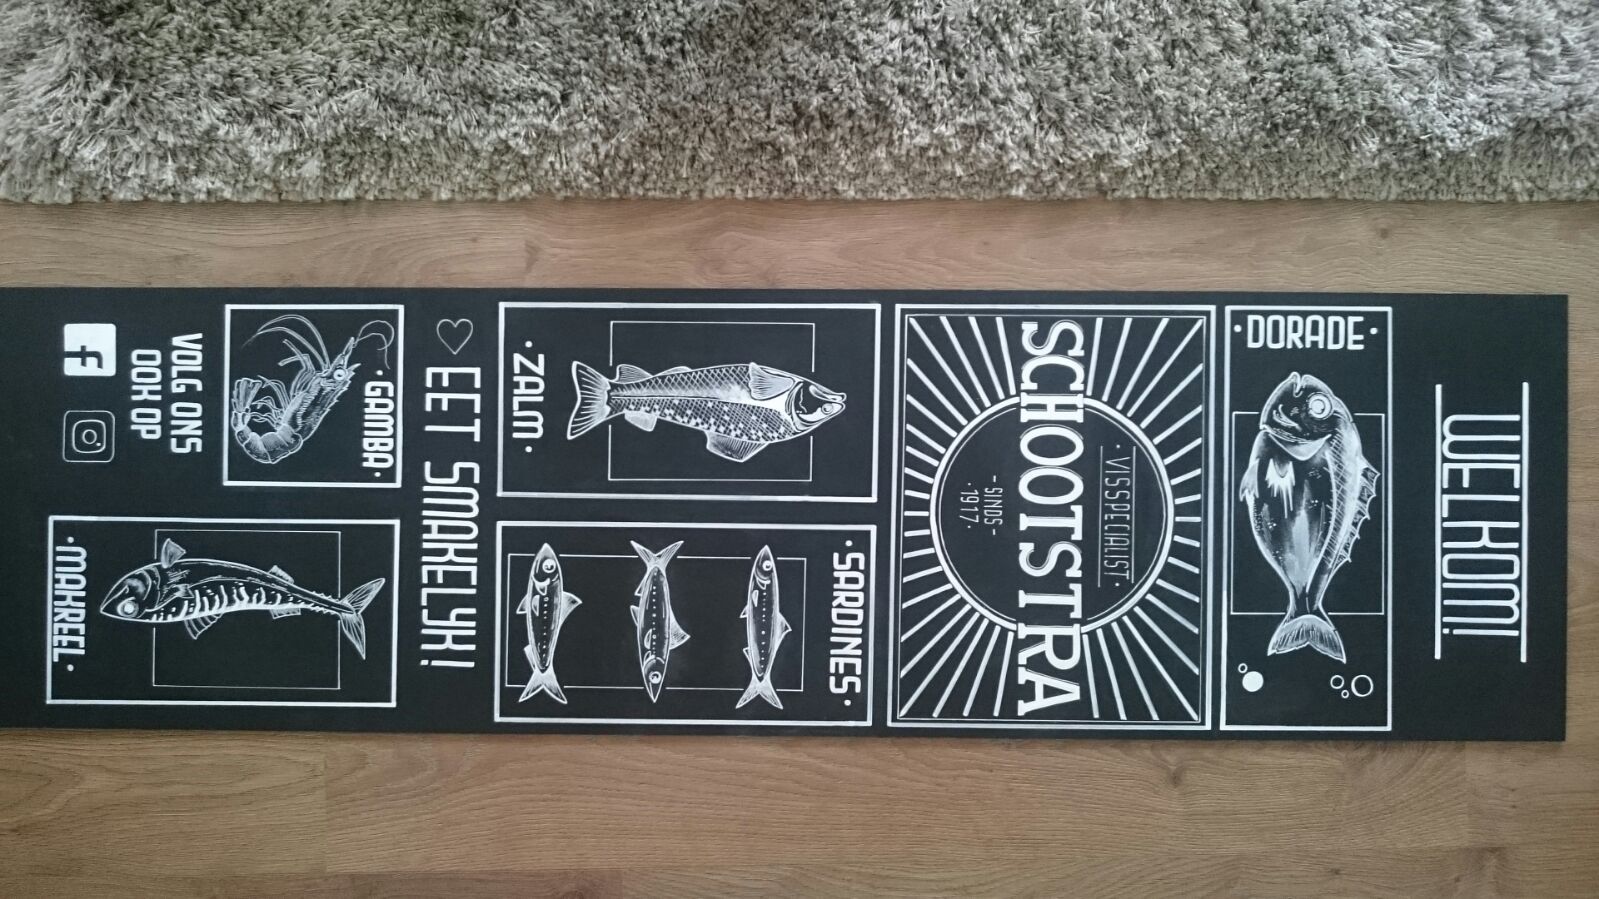 WELKOM!
·DORADE·
·VISSPECIALIST·
SCHOOTSTRA
-SINDS-
·1917·
·ZALM·
·SARDINES·
EET SMAKELYK!
·GAMBA·
VOLG ONS
OOK OP
f
·MAKREEL·